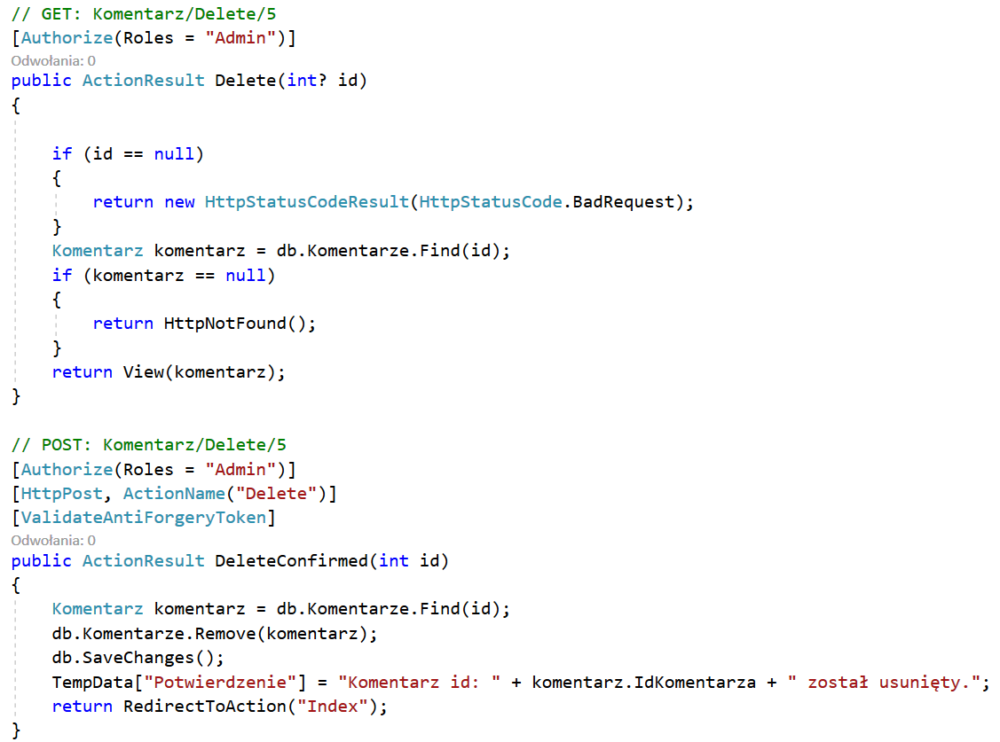 // GET: Komentarz/Delete/5
[Authorize(Roles = "Admin")]
Odwołania: 0
public ActionResult Delete(int? id)
{
if (id == null)
{
return new HttpStatusCodeResult(HttpStatusCode.BadRequest);
}
Komentarz komentarz = db.Komentarze.Find(id);
if (komentarz == null)
{
return HttpNotFound();
}
return View(komentarz);
}
// POST: Komentarz/Delete/5
[Authorize(Roles = "Admin")]
[HttpPost, ActionName("Delete")]
[ValidateAntiForgeryToken]
Odwołania: 0
public ActionResult DeleteConfirmed(int id)
{
Komentarz komentarz = db.Komentarze.Find(id);
db.Komentarze.Remove(komentarz);
db.SaveChanges();
TempData["Potwierdzenie"] = "Komentarz id: " + komentarz.IdKomentarza + " został usunięty.";
return RedirectToAction("Index");
}